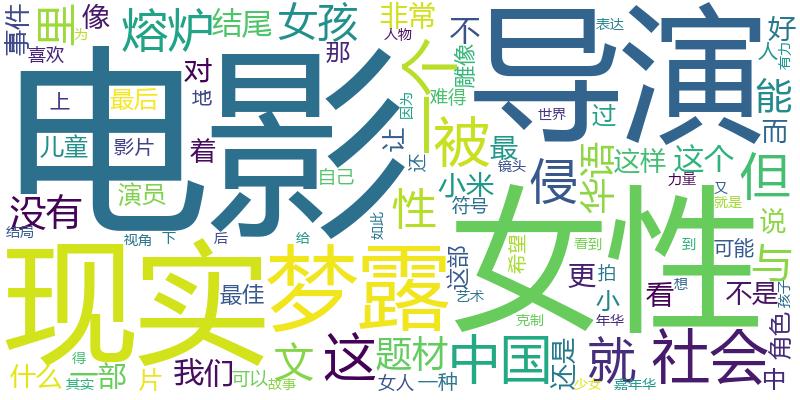 电影
导演
现实
女性
梦露
中国
社会
这
就
被
一个
侵
但
与
能
性
题材
文
华语
女孩
熔炉
结尾
里
像
事件
喜欢
为
非常
人物
不
雕像
那
对
上
最后
地
难得
因为
表达
好
人
有力
世界
过
而
儿童
影片
着
让
还
最
镜头
这样
这个
力量
演员
自己
小米
符号
又
就是
说
没有
结局
视角
下
后
给
如此
这部
希望
看到
到
可能
更
拍
想
孩子
最佳
艺术
小
看
不是
克制
年华
角色
什么
得
其实
一部
片
我们
可以
故事
女人
一种
还是
少女
嘉年华
中